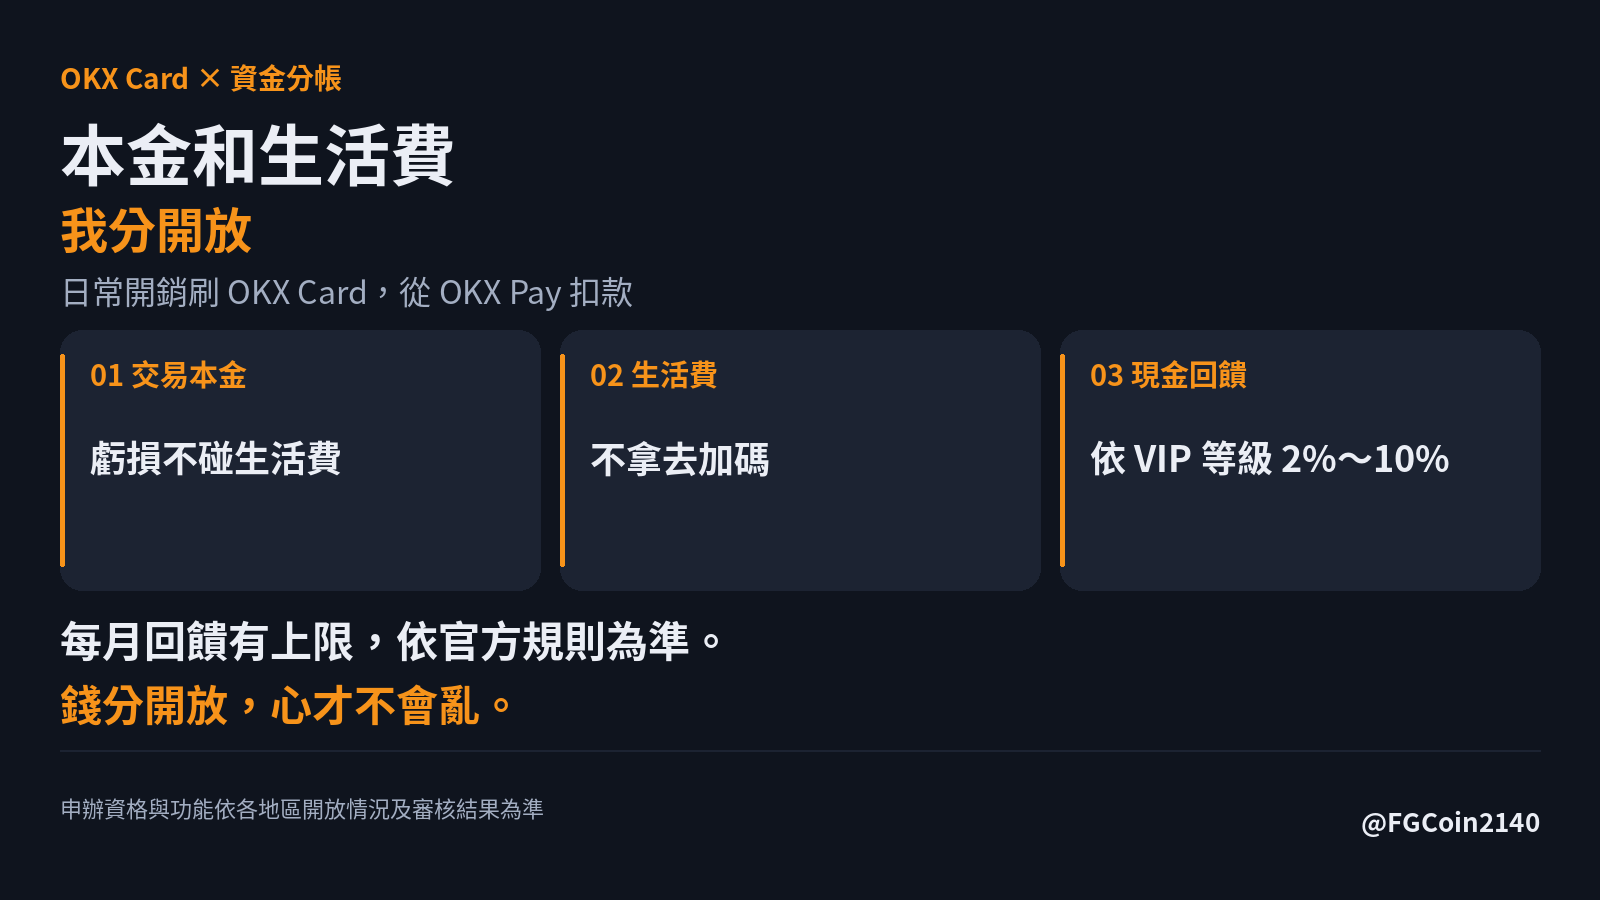 OKX Card × 資金分帳
本金和生活費
我分開放
日常開銷刷 OKX Card，從 OKX Pay 扣款
01 交易本金
虧損不碰生活費
02 生活費
不拿去加碼
03 現金回饋
依 VIP 等級 2%～10%
每月回饋有上限，依官方規則為準。
錢分開放，心才不會亂。
申辦資格與功能依各地區開放情況及審核結果為準
@FGCoin2140